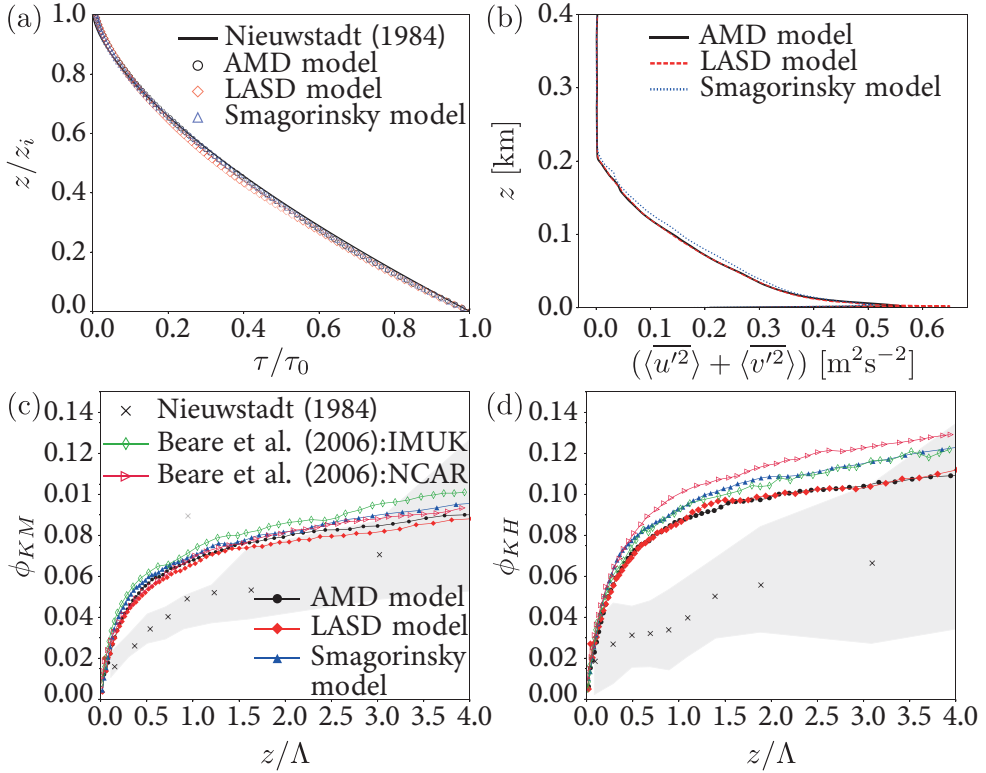 (a)
1.0
0.8
0.6
0.4
0.2
0.0
z/z_i
Nieuwstadt (1984)
AMD model
LASD model
Smagorinsky model
0.0 0.2 0.4 0.6 0.8 1.0
τ/τ_0
(b)
0.4
0.3
0.2
0.1
0.0
z [km]
AMD model
LASD model
Smagorinsky model
0.0 0.1 0.2 0.3 0.4 0.5 0.6
(⟨\overline{u'^2}⟩ + ⟨\overline{v'^2}⟩) [m²s⁻²]
(c)
0.14
0.12
0.01
0.08
0.06
0.04
0.02
0.00
ϕ_{KM}
Nieuwstadt (1984)
Beare et al. (2006):IMUK
Beare et al. (2006):NCAR
AMD model
LASD model
Smagorinsky
model
0.0 0.5 1.0 1.5 2.0 2.5 3.0 3.5 4.0
z/Λ
(d)
0.14
0.12
0.10
0.08
0.06
0.04
0.02
0.00
ϕ_{KH}
0.0 0.5 1.0 1.5 2.0 2.5 3.0 3.5 4.0
z/Λ